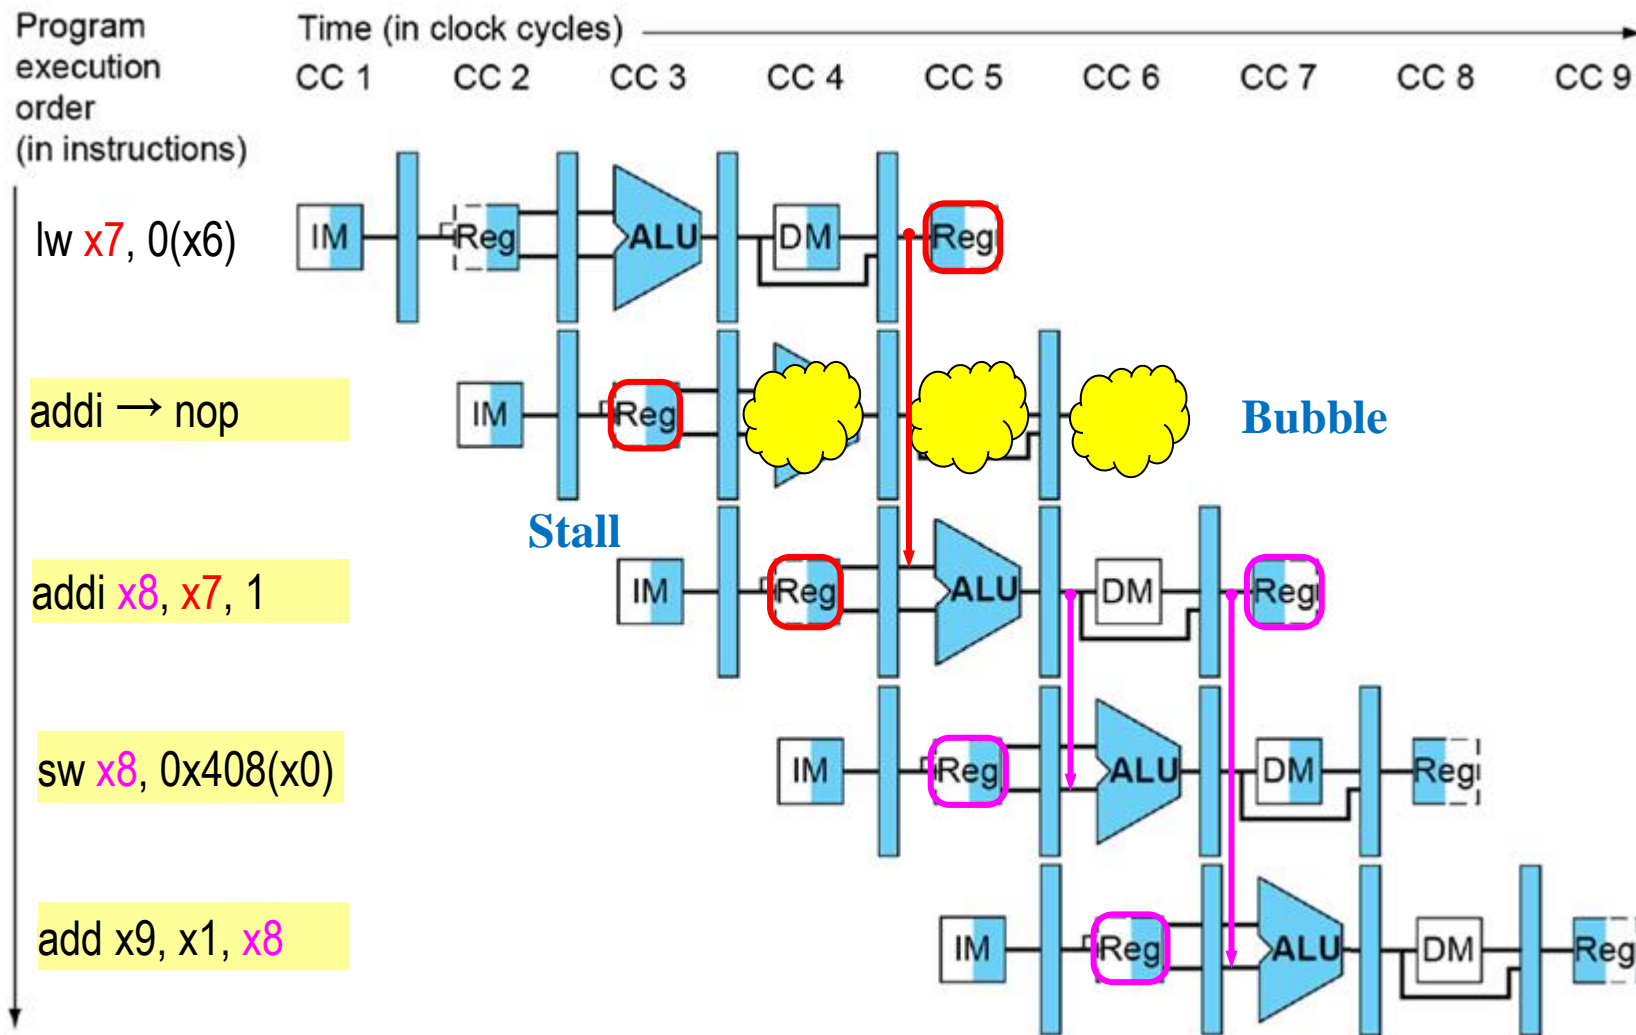 Program
execution
order
(in instructions)
Time (in clock cycles)
CC 1 CC 2 CC 3 CC 4 CC 5 CC 6 CC 7 CC 8 CC 9
lw x7, 0(x6)
IM Reg ALU DM Reg
addi → nop
IM Reg
Bubble
Stall
addi x8, x7, 1
IM Reg ALU DM Reg
sw x8, 0x408(x0)
IM Reg ALU DM Reg
add x9, x1, x8
IM Reg ALU DM Reg